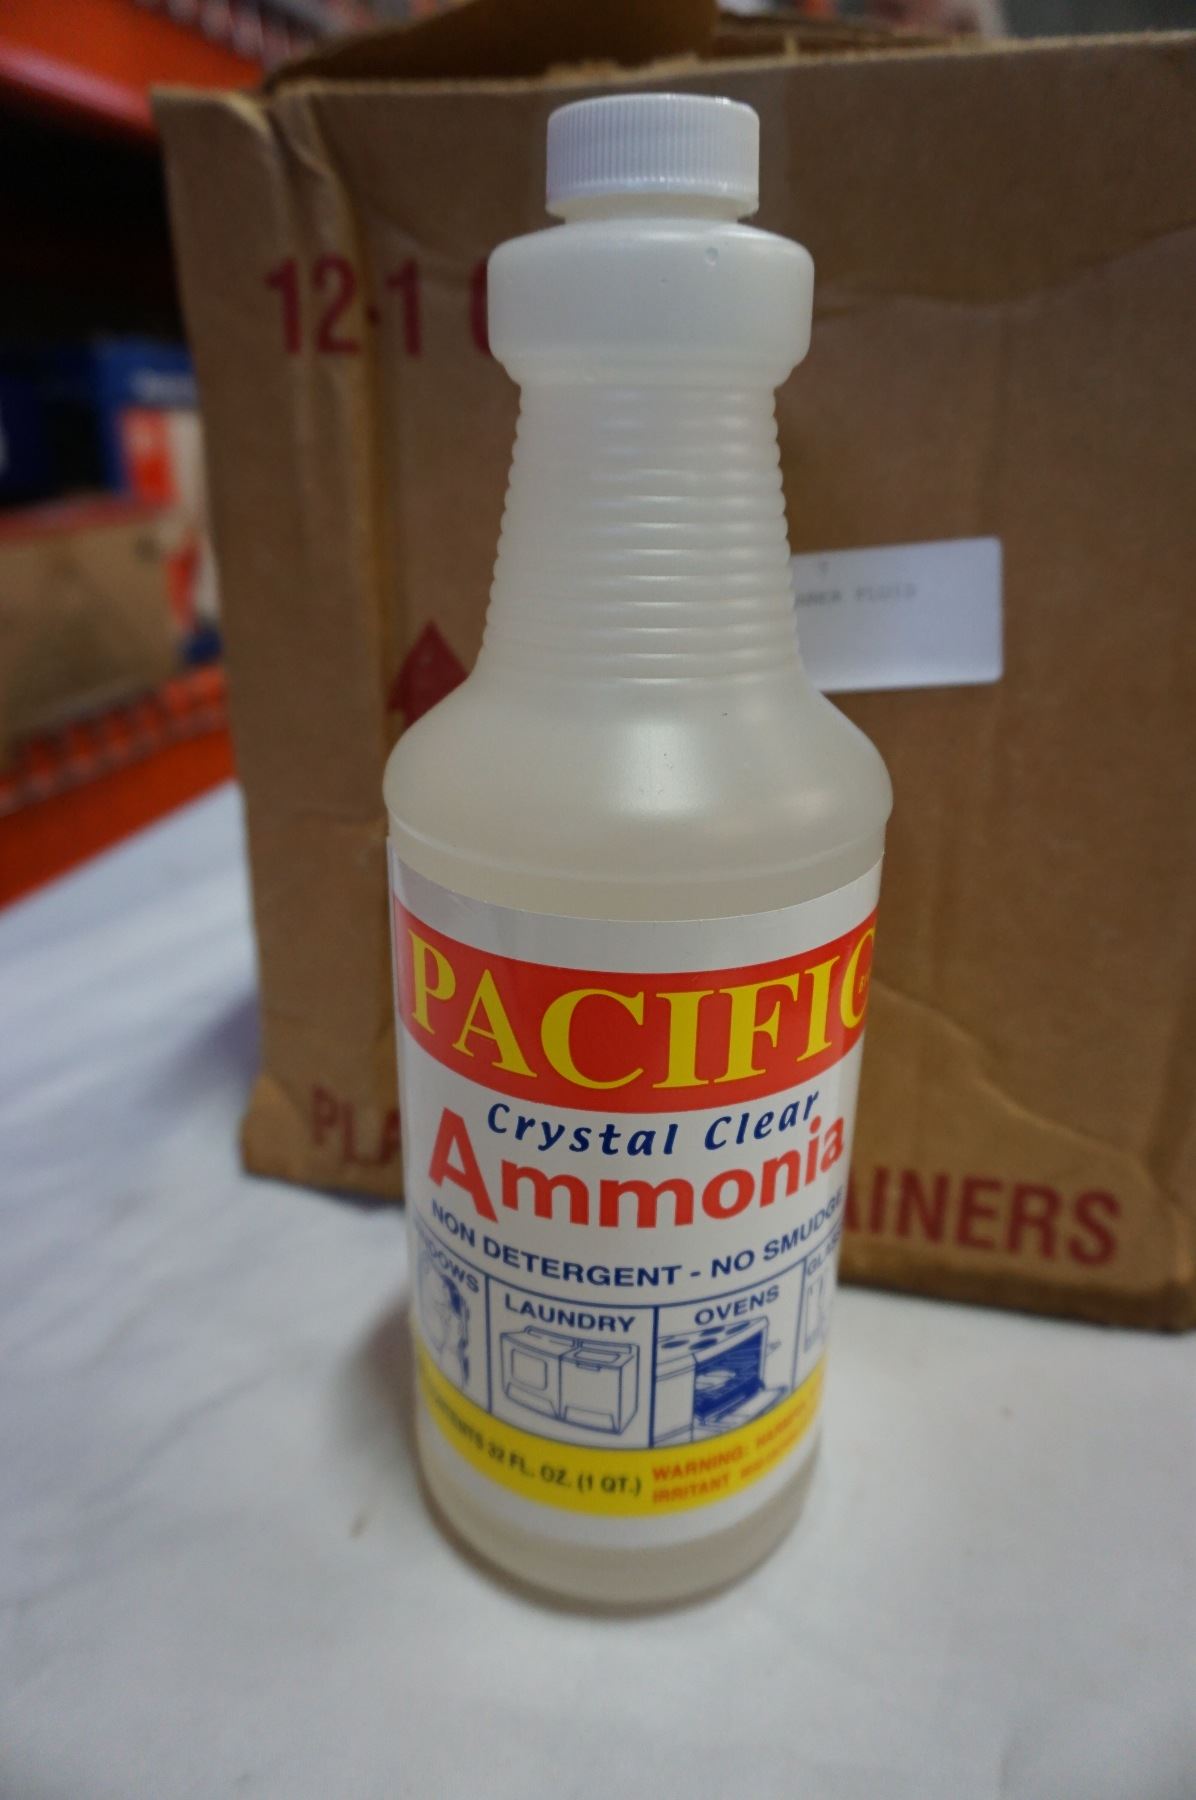 12-1
FLUID
PACIFIC
Crystal Clear
Ammonia
NON DETERGENT - NO SMUDGE
LAUNDRY
OVENS
32 FL. OZ. (1 QT.)
WARNING:
IRRITANT
AINERS